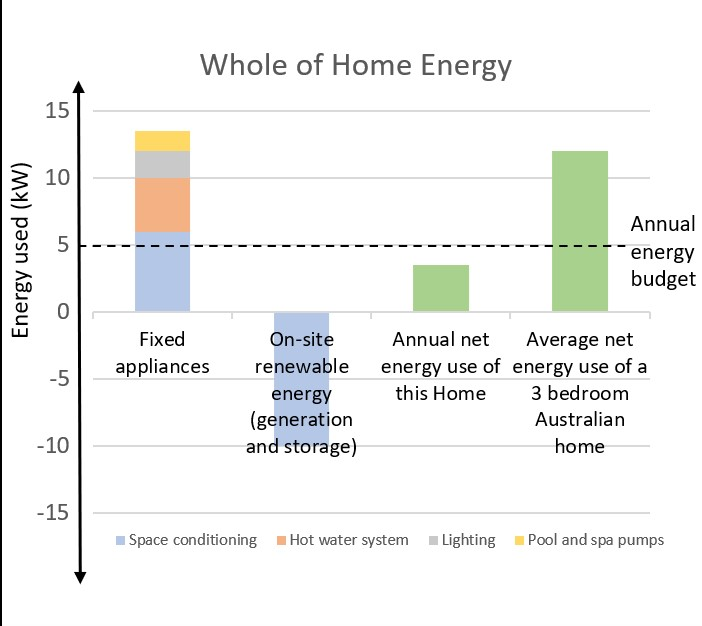 Whole of Home Energy
Energy used (kW)
15
10
5
0
-5
-10
-15
Annual
energy
budget
Fixed
appliances
On-site
renewable
energy
(generation
and storage)
Annual net
energy use of
this Home
Average net
energy use of a
3 bedroom
Australian
home
Space conditioning
Hot water system
Lighting
Pool and spa pumps